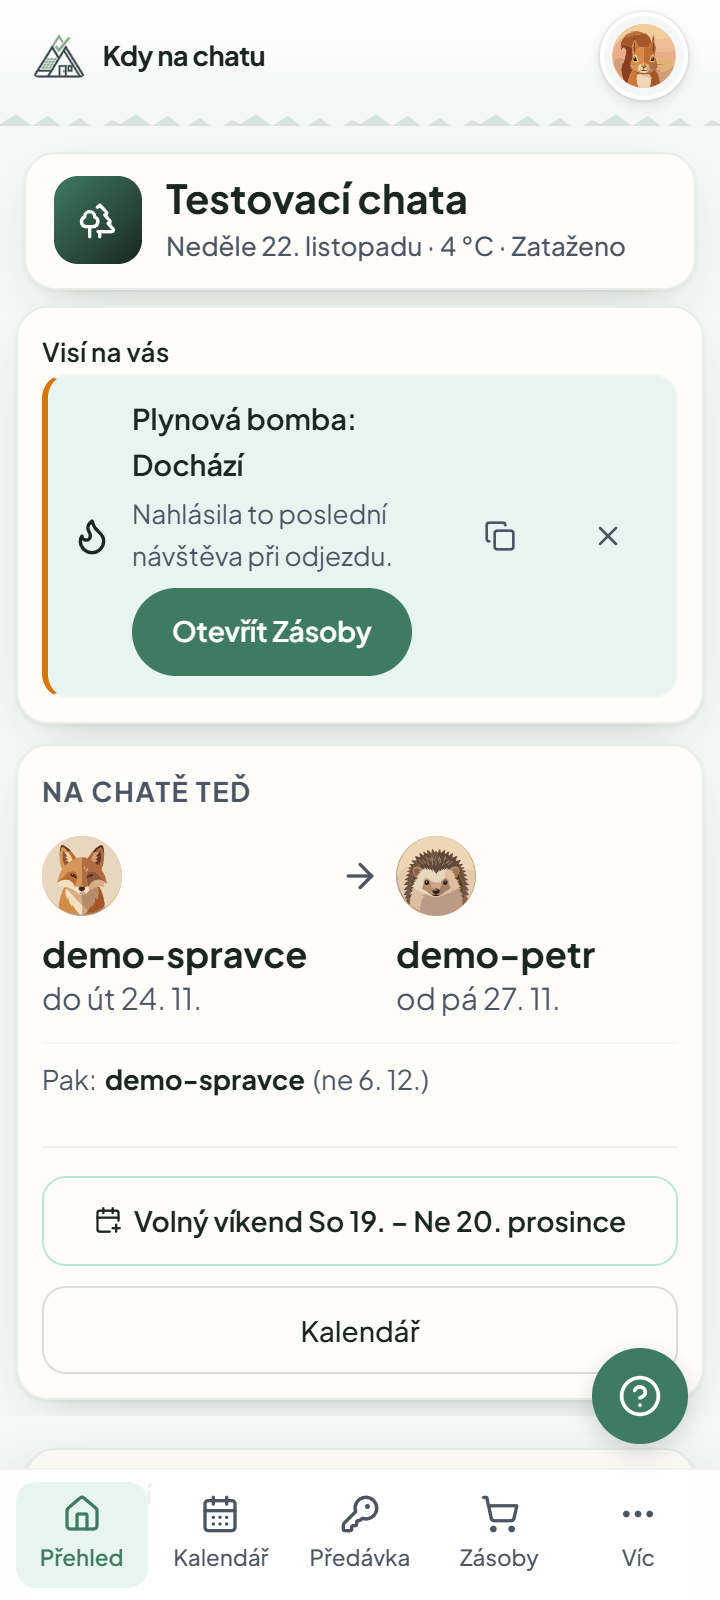 Kdy na chatu
Testovací chata
Neděle 22. listopadu · 4 °C · Zataženo
Visí na vás
Plynová bomba:
Dochází
Nahlásila to poslední
návštěva při odjezdu.
Otevřít Zásoby
NA CHATĚ TEĎ
demo-spravce
do út 24. 11.
demo-petr
od pá 27. 11.
Pak: demo-spravce (ne 6. 12.)
Volný víkend So 19. – Ne 20. prosince
Kalendář
Přehled
Kalendář
Předávka
Zásoby
Víc